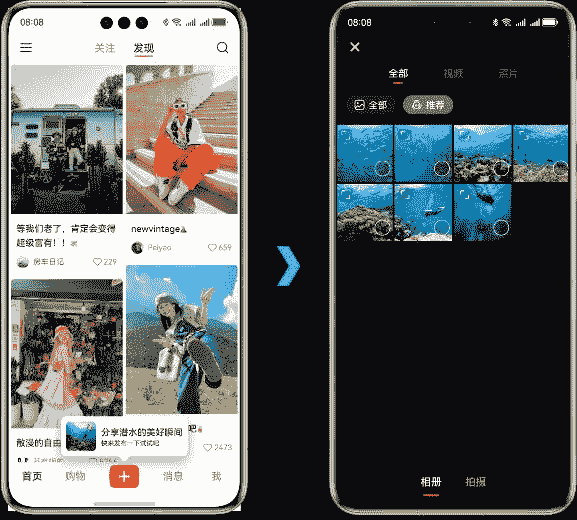 08:08
关注 发现
等我们老了，肯定会变得
超级富有！！
房车日记 229
newvintage
Peiyao 659
散漫的自由
吧
2473
分享潜水的美好瞬间
快来发布一下试试吧
首页 购物 消息 我
08:08
全部 视频 照片
全部 推荐
相册 拍摄